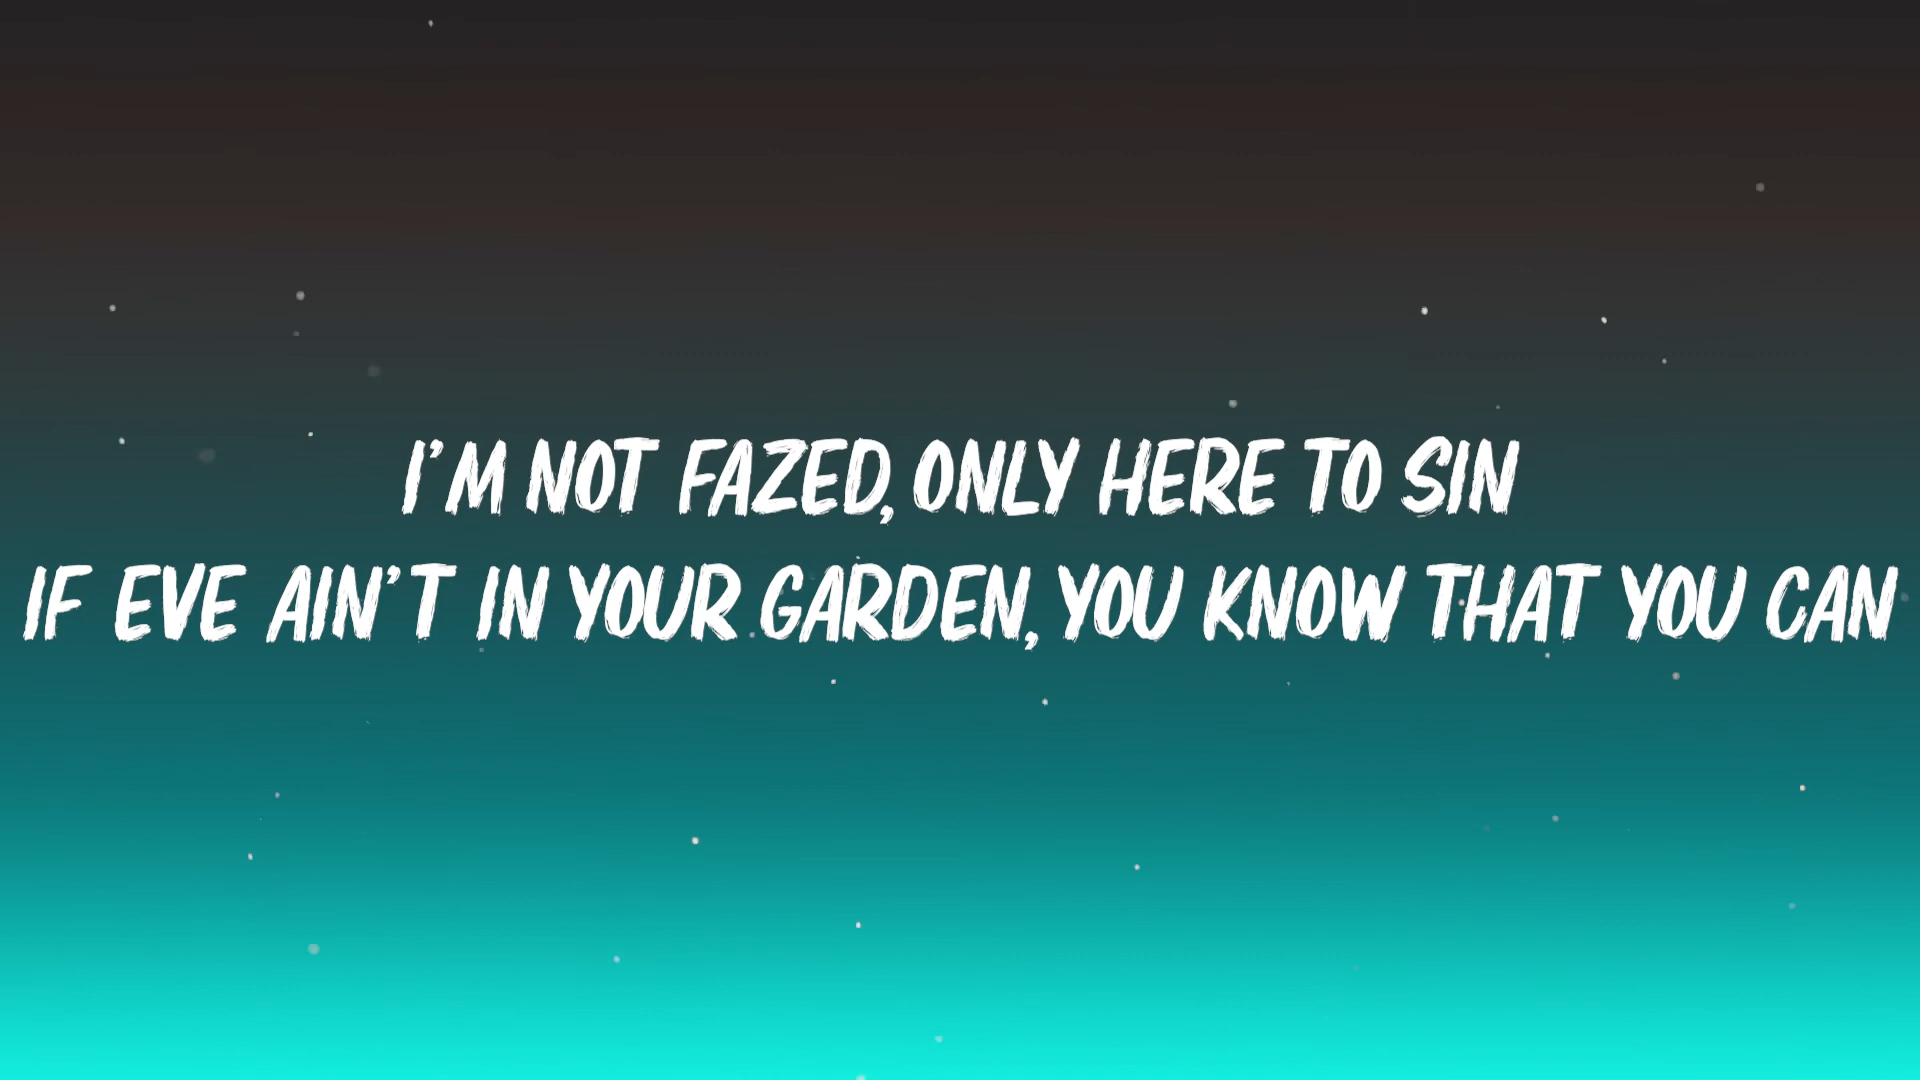 I'M NOT FAZED, ONLY HERE TO SIN
IF EVE AIN'T IN YOUR GARDEN, YOU KNOW THAT YOU CAN